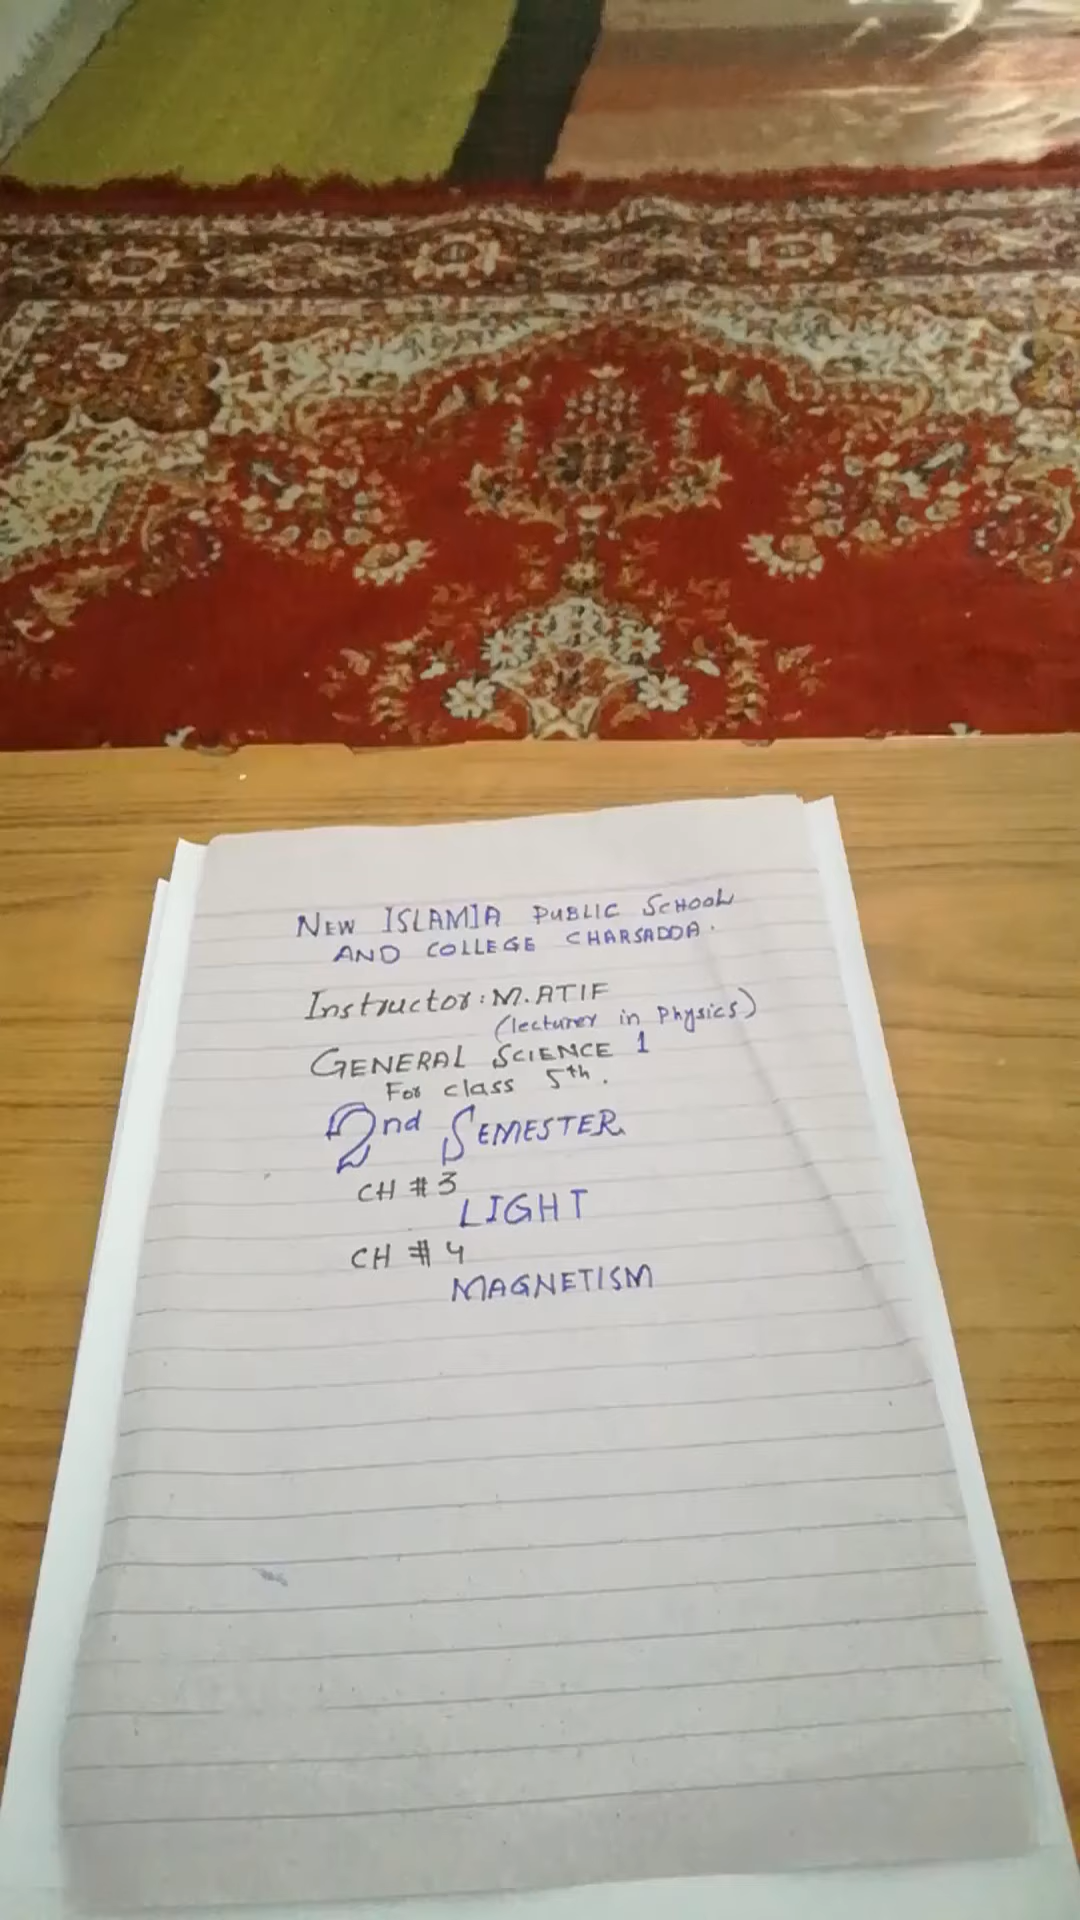 NEW ISLAMIA PUBLIC SCHOOL
AND COLLEGE CHARSADDA.
Instructor: M. ATIF
(lecturer in Physics)
GENERAL SCIENCE 1
For class 5th.
2nd SEMESTER
CH # 3
LIGHT
CH # 4
MAGNETISM